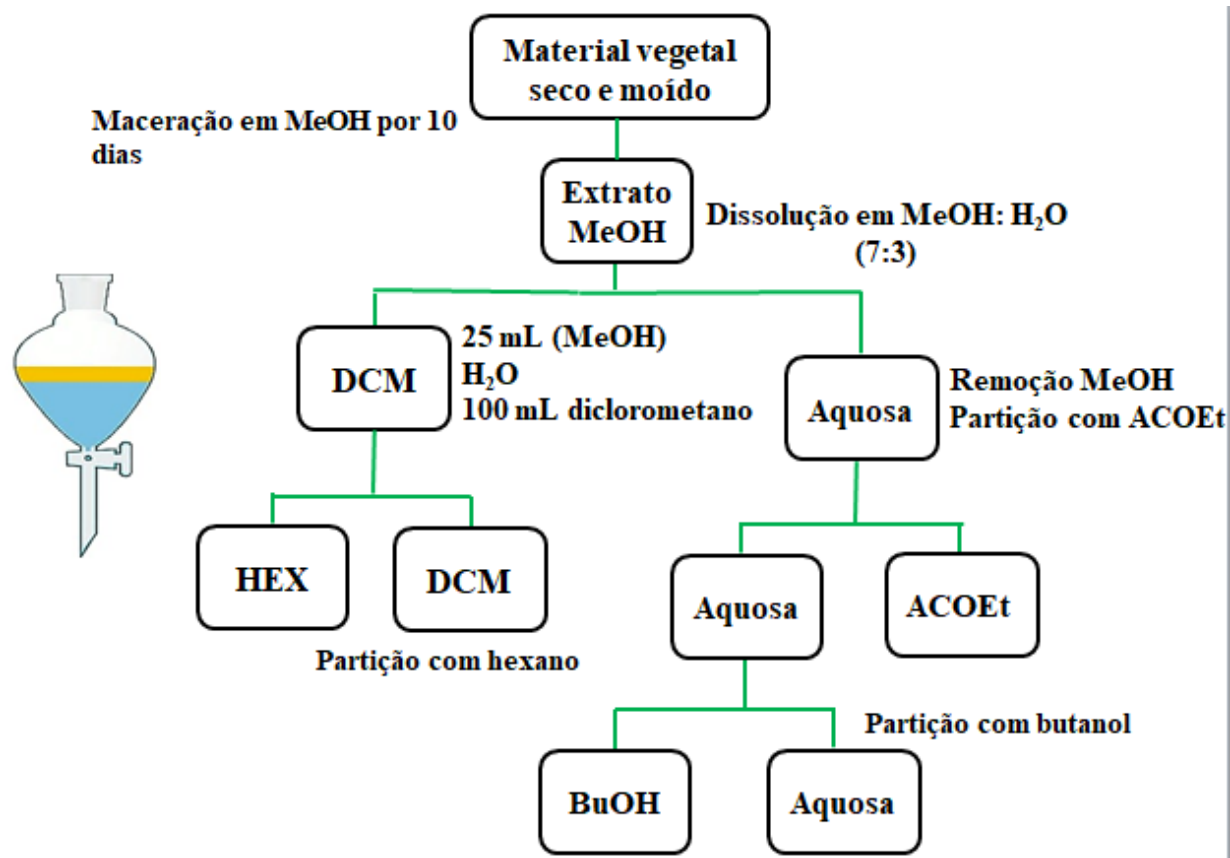 Material vegetal
seco e moído
Maceração em MeOH por 10
dias
Extrato
MeOH
Dissolução em MeOH: H₂O
(7:3)
DCM
25 mL (MeOH)
H₂O
100 mL diclorometano
Aquosa
Remoção MeOH
Partição com ACOEt
HEX
DCM
Partição com hexano
Aquosa
ACOEt
Partição com butanol
BuOH
Aquosa